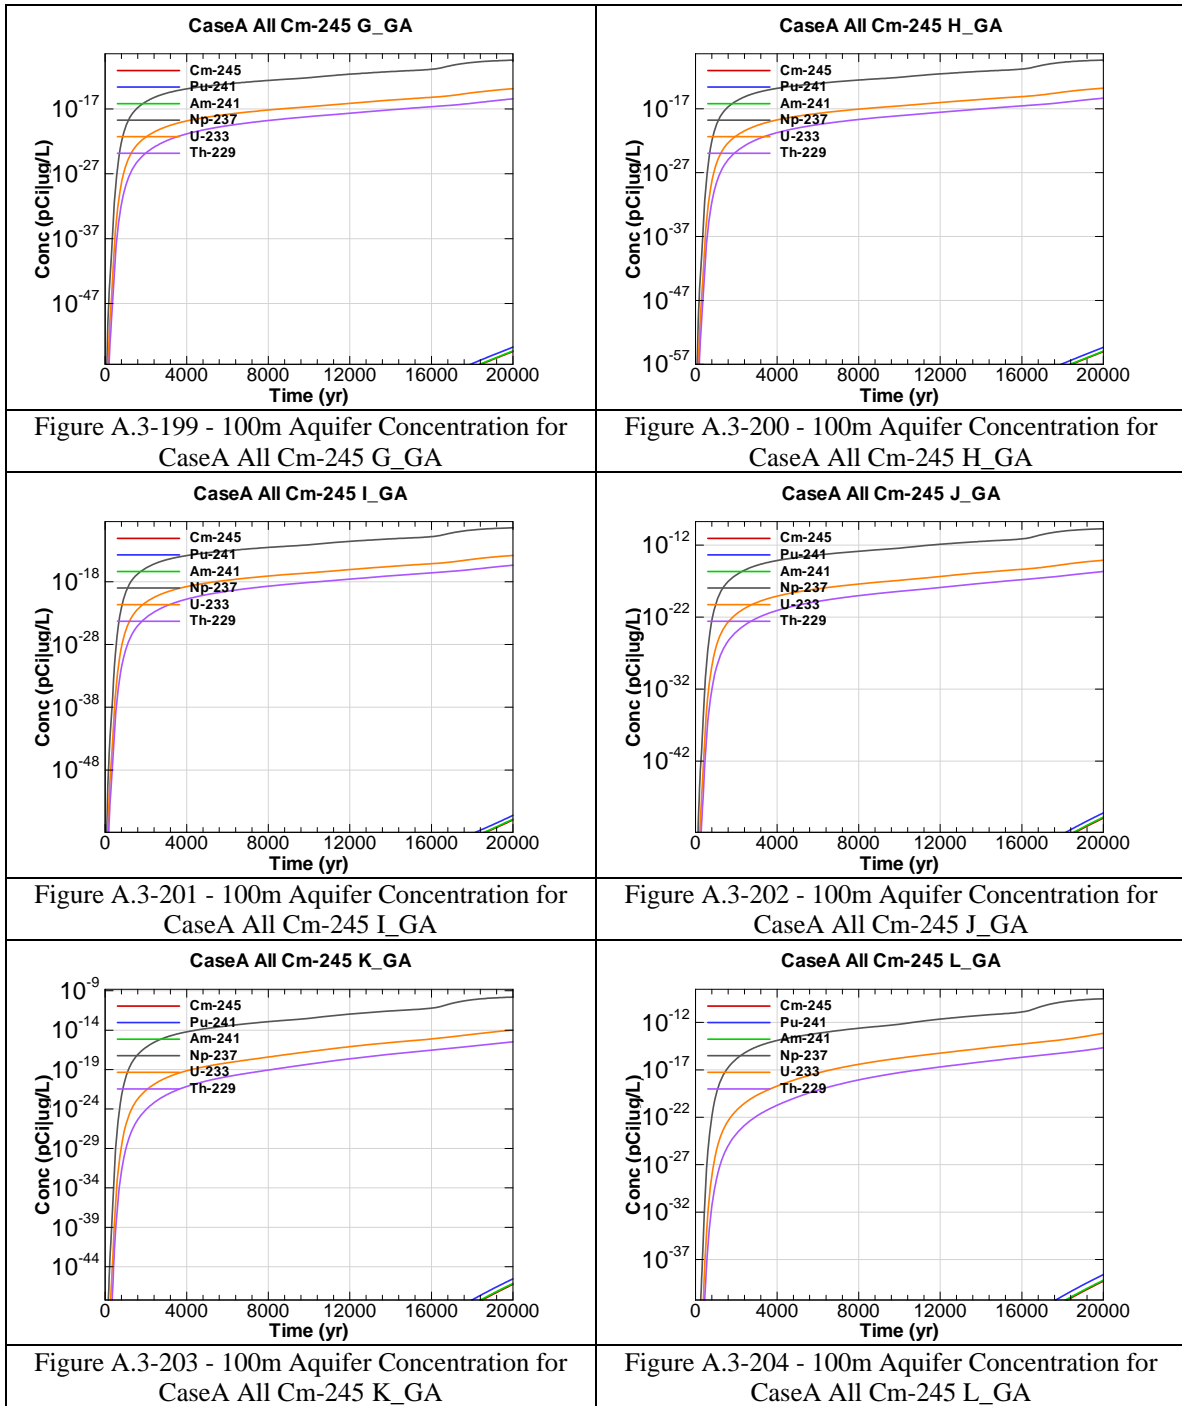 CaseA All Cm-245 G_GA
Conc (pCi|ug/L)
10-17
10-27
10-37
10-47
Cm-245
Pu-241
Am-241
Np-237
U-233
Th-229
0 4000 8000 12000 16000 20000
Time (yr)
Figure A.3-199 - 100m Aquifer Concentration for
CaseA All Cm-245 G_GA
CaseA All Cm-245 H_GA
Conc (pCi|ug/L)
10-17
10-27
10-37
10-47
10-57
Cm-245
Pu-241
Am-241
Np-237
U-233
Th-229
0 4000 8000 12000 16000 20000
Time (yr)
Figure A.3-200 - 100m Aquifer Concentration for
CaseA All Cm-245 H_GA
CaseA All Cm-245 I_GA
Conc (pCi|ug/L)
10-18
10-28
10-38
10-48
Cm-245
Pu-241
Am-241
Np-237
U-233
Th-229
0 4000 8000 12000 16000 20000
Time (yr)
Figure A.3-201 - 100m Aquifer Concentration for
CaseA All Cm-245 I_GA
CaseA All Cm-245 J_GA
Conc (pCi|ug/L)
10-12
10-22
10-32
10-42
Cm-245
Pu-241
Am-241
Np-237
U-233
Th-229
0 4000 8000 12000 16000 20000
Time (yr)
Figure A.3-202 - 100m Aquifer Concentration for
CaseA All Cm-245 J_GA
CaseA All Cm-245 K_GA
Conc (pCi|ug/L)
10-9
10-14
10-19
10-24
10-29
10-34
10-39
10-44
Cm-245
Pu-241
Am-241
Np-237
U-233
Th-229
0 4000 8000 12000 16000 20000
Time (yr)
Figure A.3-203 - 100m Aquifer Concentration for
CaseA All Cm-245 K_GA
CaseA All Cm-245 L_GA
Conc (pCi|ug/L)
10-12
10-17
10-22
10-27
10-32
10-37
Cm-245
Pu-241
Am-241
Np-237
U-233
Th-229
0 4000 8000 12000 16000 20000
Time (yr)
Figure A.3-204 - 100m Aquifer Concentration for
CaseA All Cm-245 L_GA